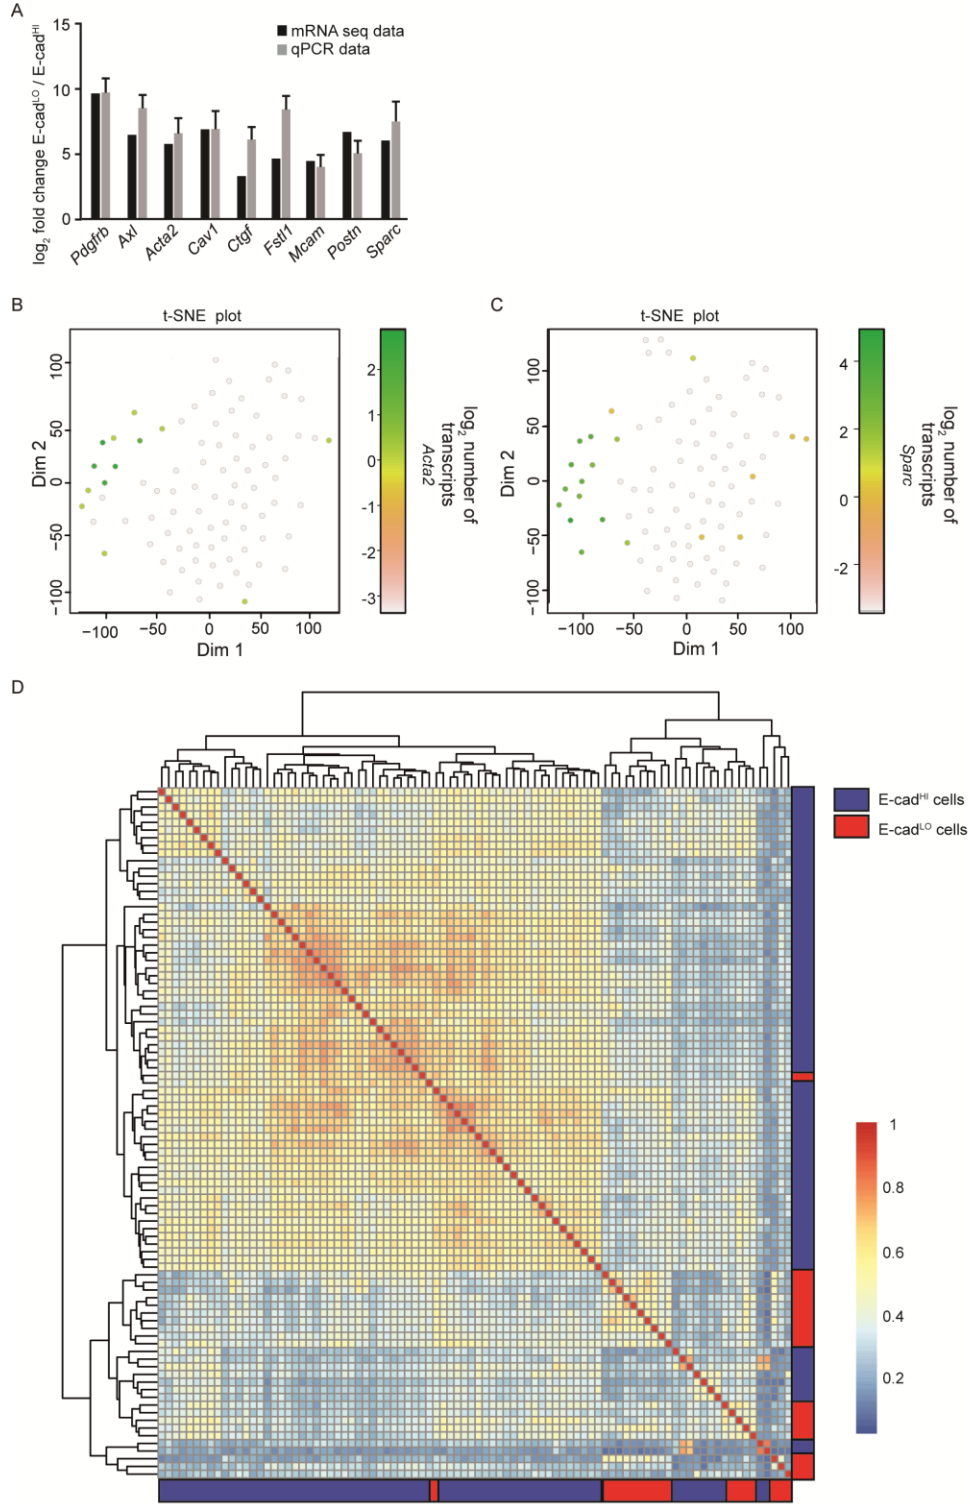 A
log2 fold change E-cadLO / E-cadHI
15
10
5
0
mRNA seq data
qPCR data
Pdgfrb
Axl
Acta2
Cav1
Ctgf
Fstl1
Mcam
Postn
Sparc
B
t-SNE plot
Dim 2
100
50
0
−50
−100
−100
−50
0
50
100
Dim 1
2
1
0
-1
-2
-3
log2 number of
transcripts
Acta2
C
t-SNE plot
Dim 2
100
50
0
−50
−100
−100
−50
0
50
100
Dim 1
4
2
0
-2
log2 number of
transcripts
Sparc
D
E-cadHI cells
E-cadLO cells
1
0.8
0.6
0.4
0.2